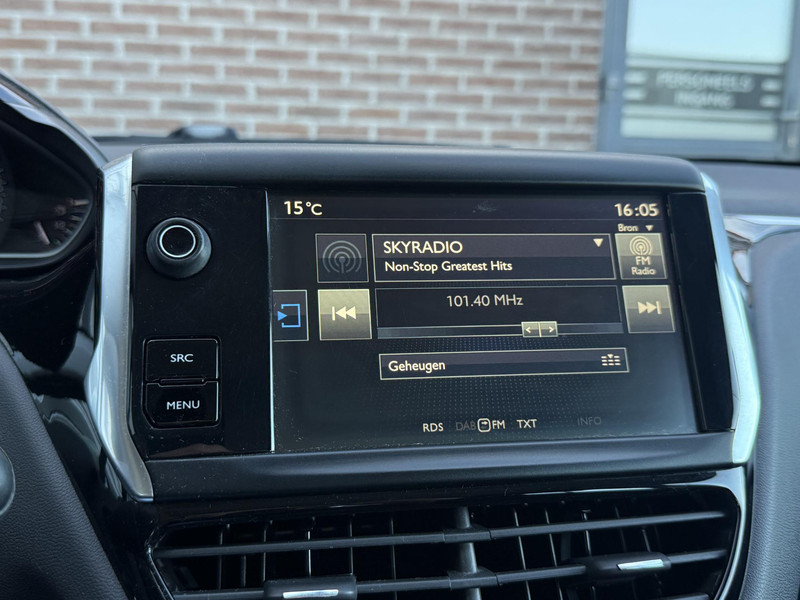 PERSONEELS
INGANG
15°C
16:05
Bron
SKYRADIO
Non-Stop Greatest Hits
FM
Radio
101.40 MHz
SRC
Geheugen
MENU
RDS DAB FM TXT INFO